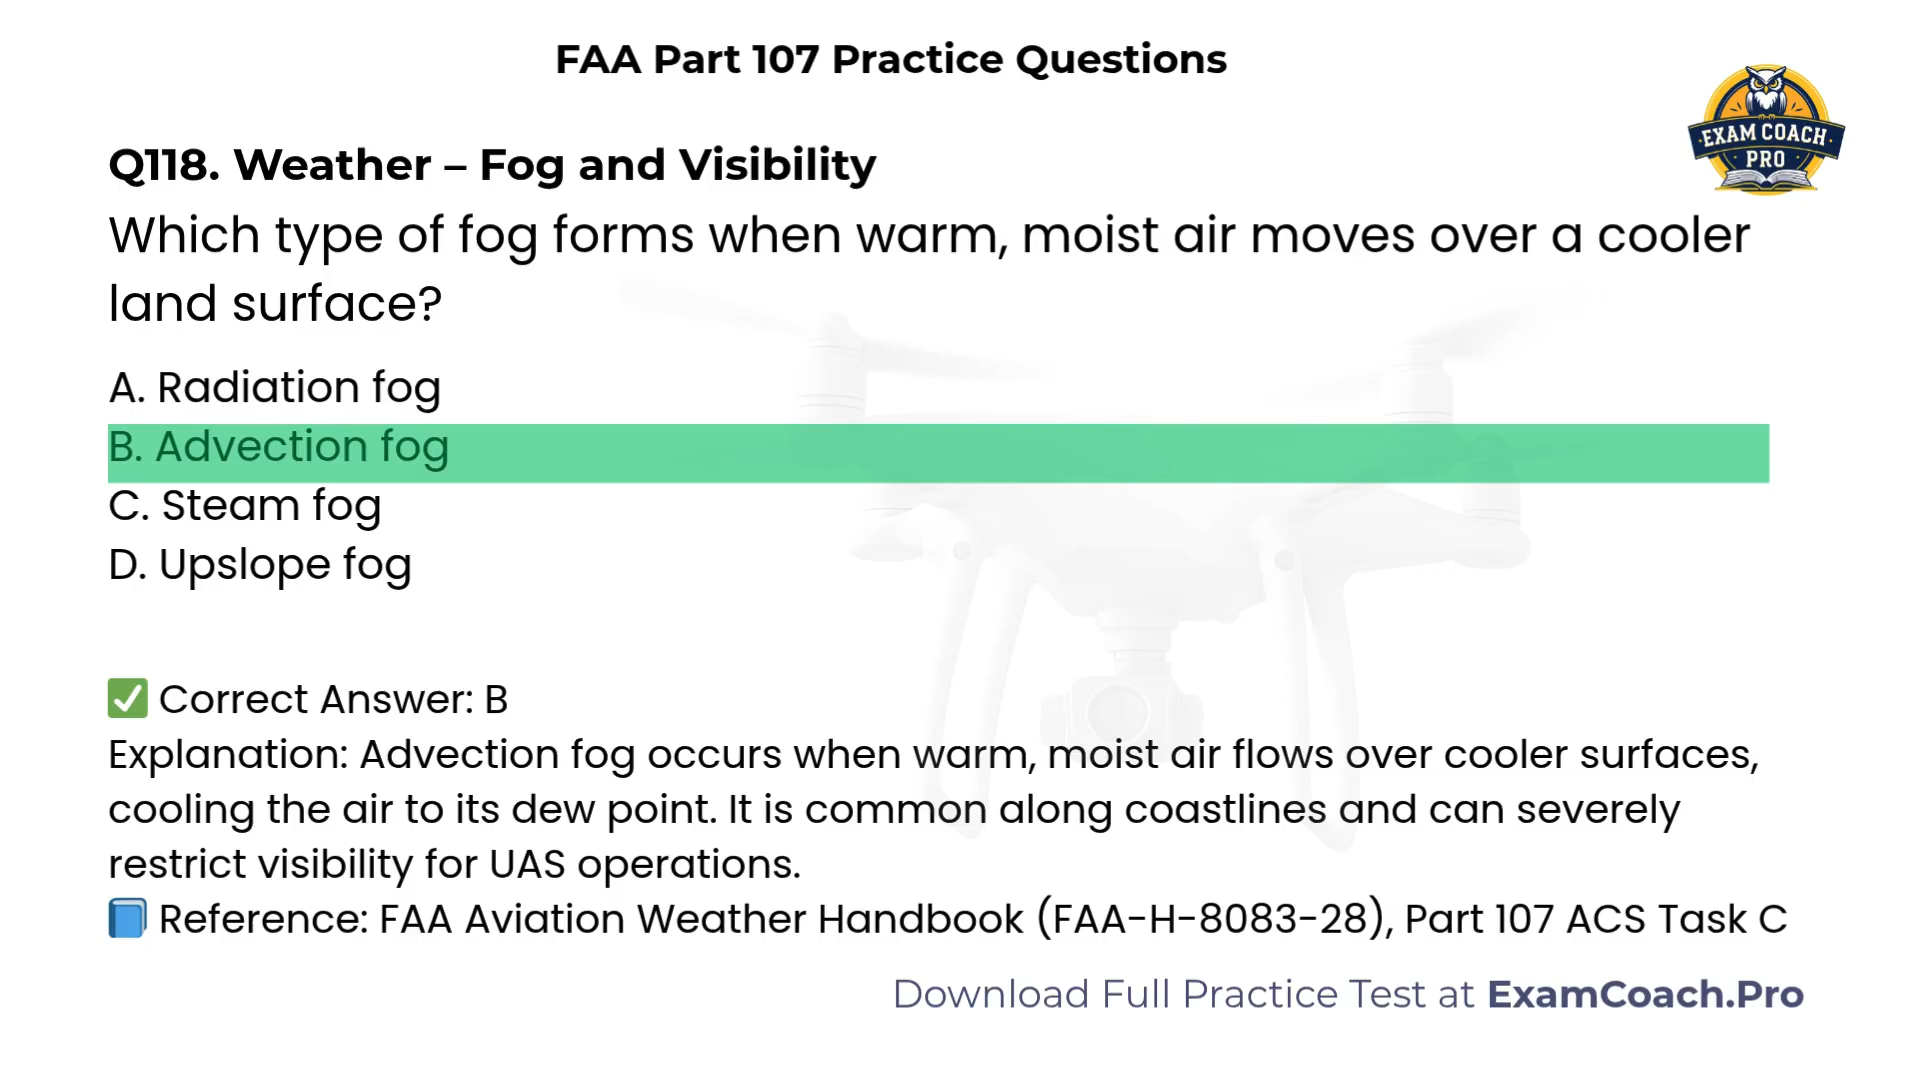 FAA Part 107 Practice Questions
EXAM COACH
PRO
Q118. Weather – Fog and Visibility
Which type of fog forms when warm, moist air moves over a cooler
land surface?
A. Radiation fog
B. Advection fog
C. Steam fog
D. Upslope fog
✅ Correct Answer: B
Explanation: Advection fog occurs when warm, moist air flows over cooler surfaces,
cooling the air to its dew point. It is common along coastlines and can severely
restrict visibility for UAS operations.
📘 Reference: FAA Aviation Weather Handbook (FAA-H-8083-28), Part 107 ACS Task C
Download Full Practice Test at ExamCoach.Pro